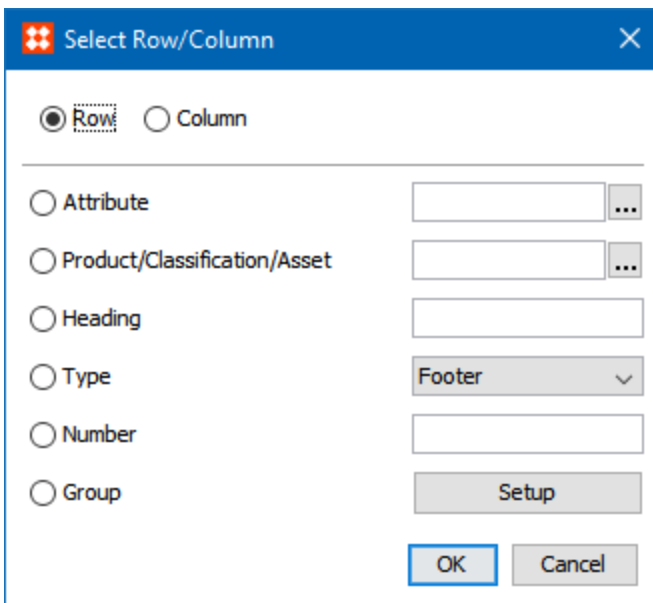 Select Row/Column
Row Column
Attribute ...
Product/Classification/Asset ...
Heading
Type Footer
Number
Group Setup
OK Cancel